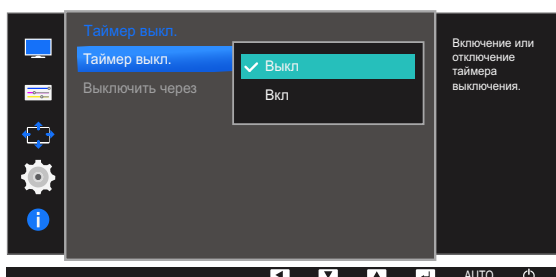 Таймер выкл.
Таймер выкл.
Выключить через
Выкл
Вкл
Включение или
отключение
таймера
выключения.
AUTO